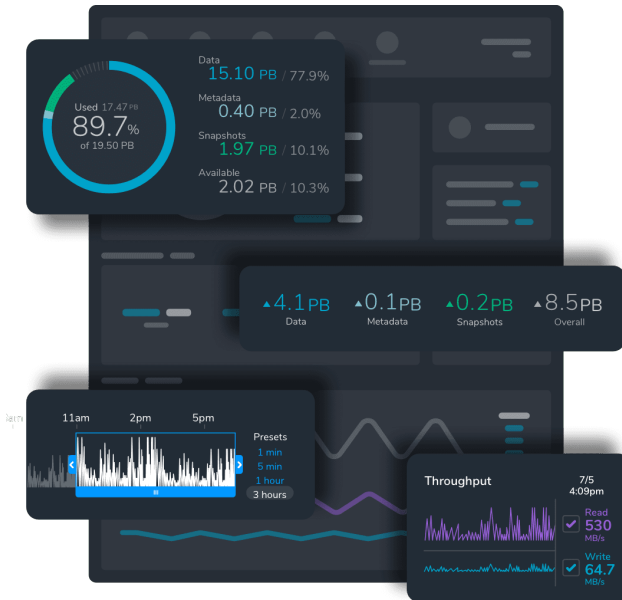 Used 17.47 PB
89.7%
of 19.50 PB
Data
15.10 PB / 77.9%
Metadata
0.40 PB / 2.0%
Snapshots
1.97 PB / 10.1%
Available
2.02 PB / 10.3%
▲4.1PB ▲0.1PB ▲0.2PB ▲8.5PB
Data Metadata Snapshots Overall
11am 2pm 5pm
Presets
1 min
5 min
1 hour
3 hours
Throughput
7/5
4:09pm
Read
530
MB/s
Write
64.7
MB/s